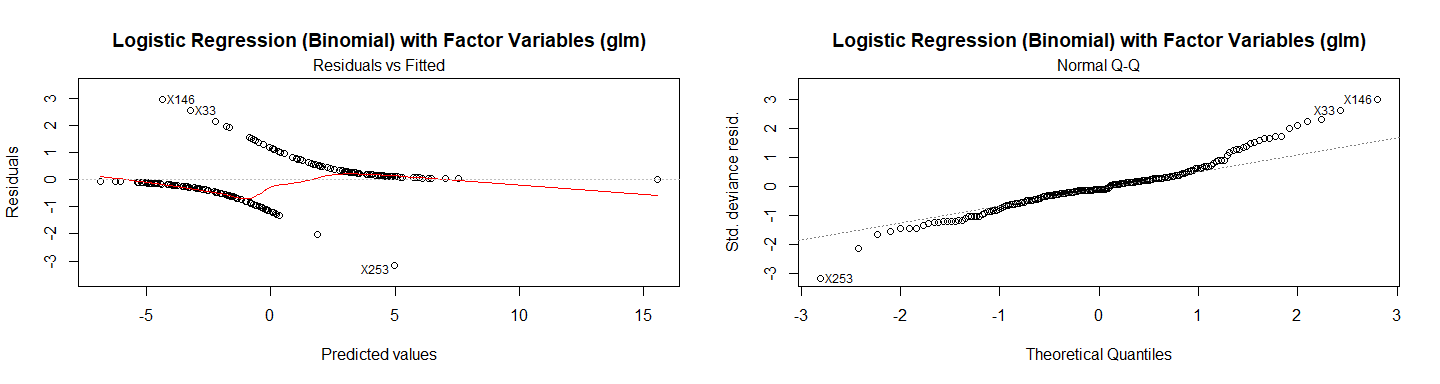 Logistic Regression (Binomial) with Factor Variables (glm)
Residuals vs Fitted
Residuals
3
2
1
0
-1
-2
-3
X146
X33
X253
-5
0
5
10
15
Predicted values
Logistic Regression (Binomial) with Factor Variables (glm)
Normal Q-Q
Std. deviance resid.
3
2
1
0
-1
-2
-3
X146
X33
X253
-3
-2
-1
0
1
2
3
Theoretical Quantiles